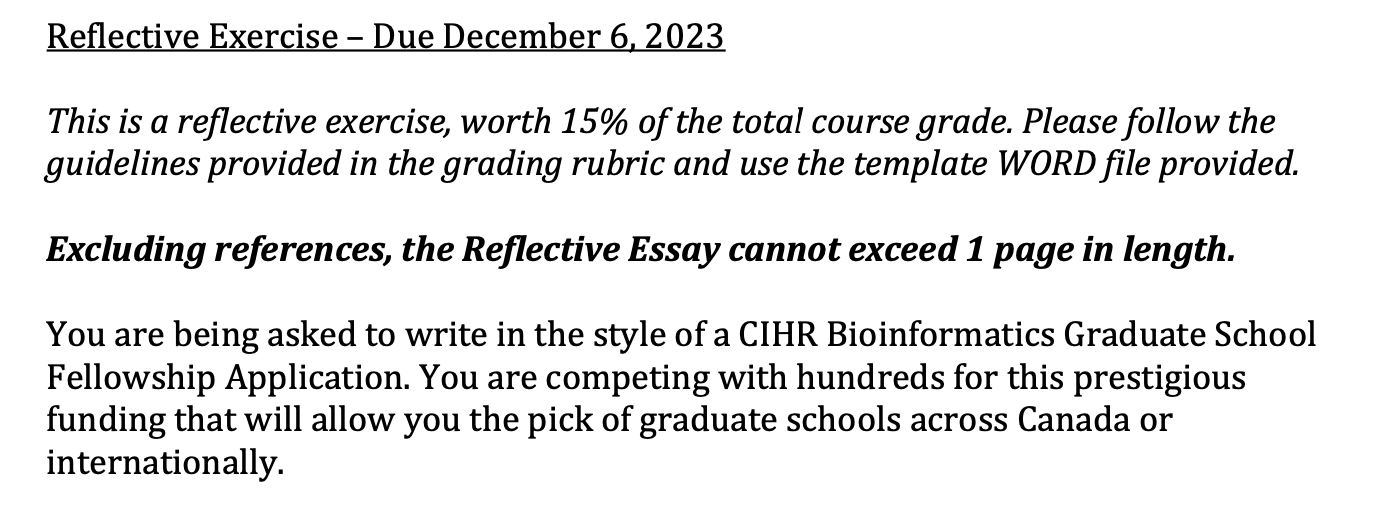 Reflective Exercise – Due December 6, 2023
This is a reflective exercise, worth 15% of the total course grade. Please follow the
guidelines provided in the grading rubric and use the template WORD file provided.
Excluding references, the Reflective Essay cannot exceed 1 page in length.
You are being asked to write in the style of a CIHR Bioinformatics Graduate School
Fellowship Application. You are competing with hundreds for this prestigious
funding that will allow you the pick of graduate schools across Canada or
internationally.